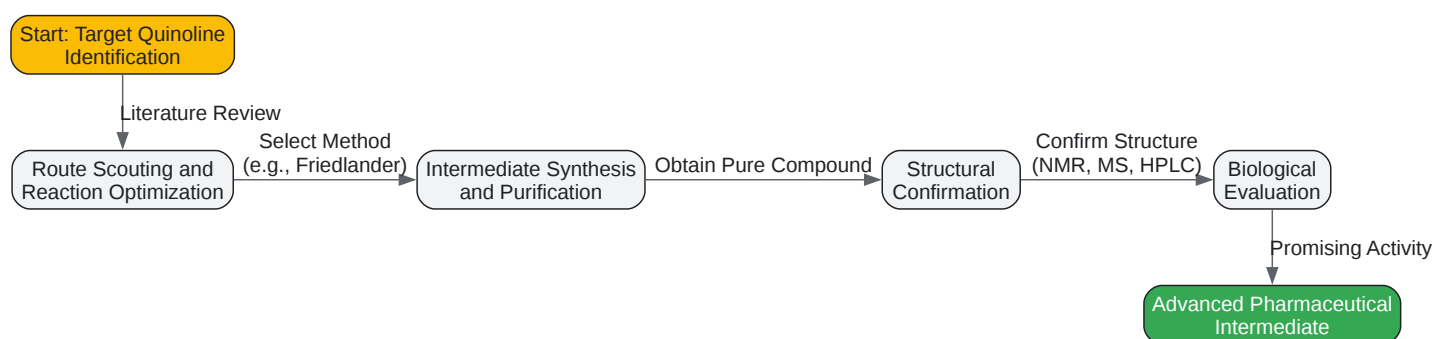 Start: Target Quinoline
Identification
Literature Review
Route Scouting and
Reaction Optimization
Select Method
(e.g., Friedlander)
Intermediate Synthesis
and Purification
Obtain Pure Compound
Structural
Confirmation
Confirm Structure
(NMR, MS, HPLC)
Biological
Evaluation
Promising Activity
Advanced Pharmaceutical
Intermediate